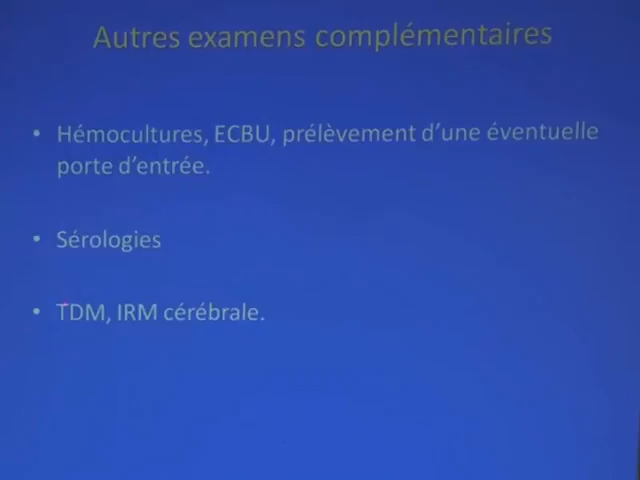 Autres examens complémentaires
• Hémocultures, ECBU, prélèvement d'une éventuelle
porte d'entrée.
• Sérologies
• TDM, IRM cérébrale.